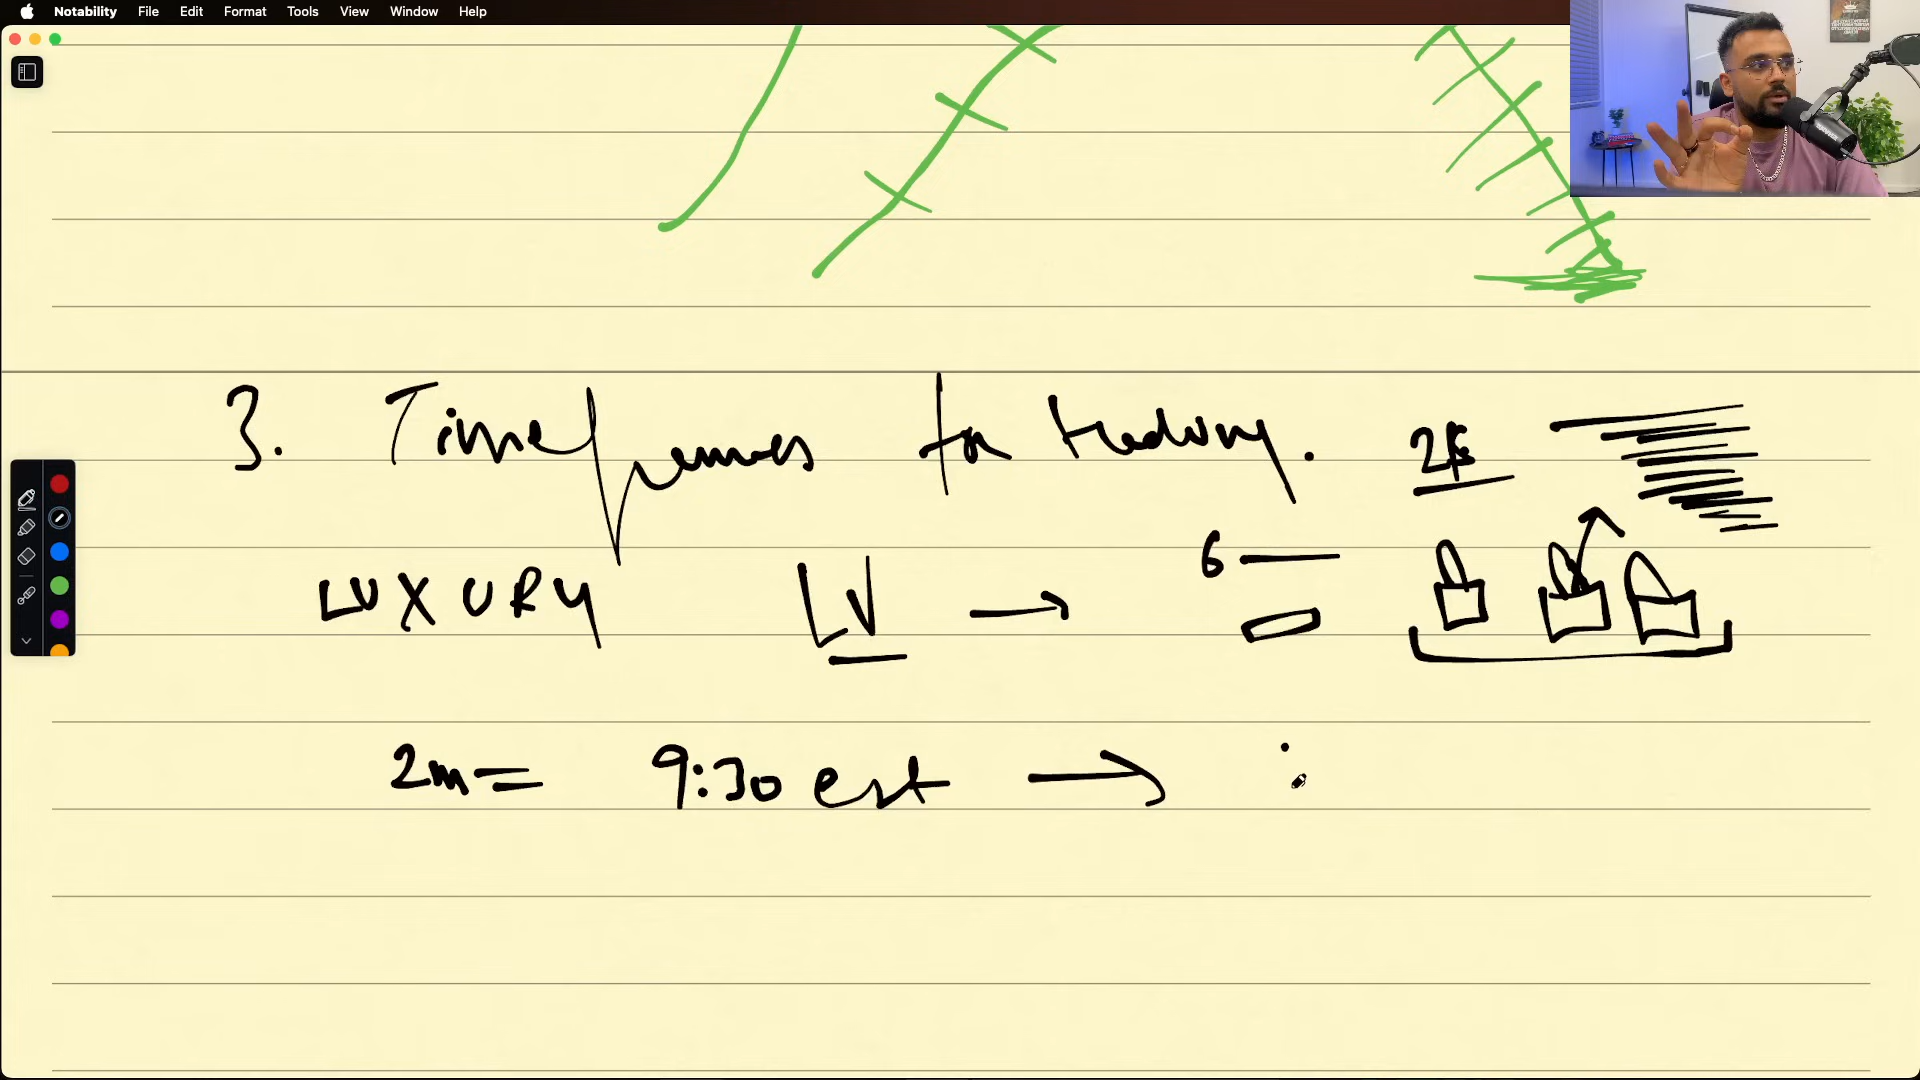 Notability File Edit Format Tools View Window Help
3. Timeframes for trading.
LUXURY LV → 6
2m = 9:30 est →